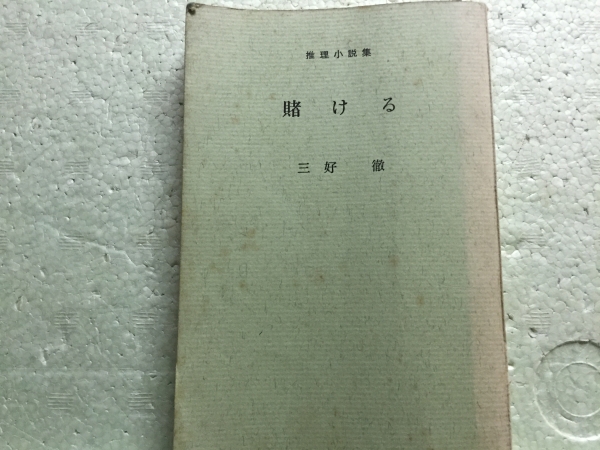 推理小説集
賭ける
三好 徹